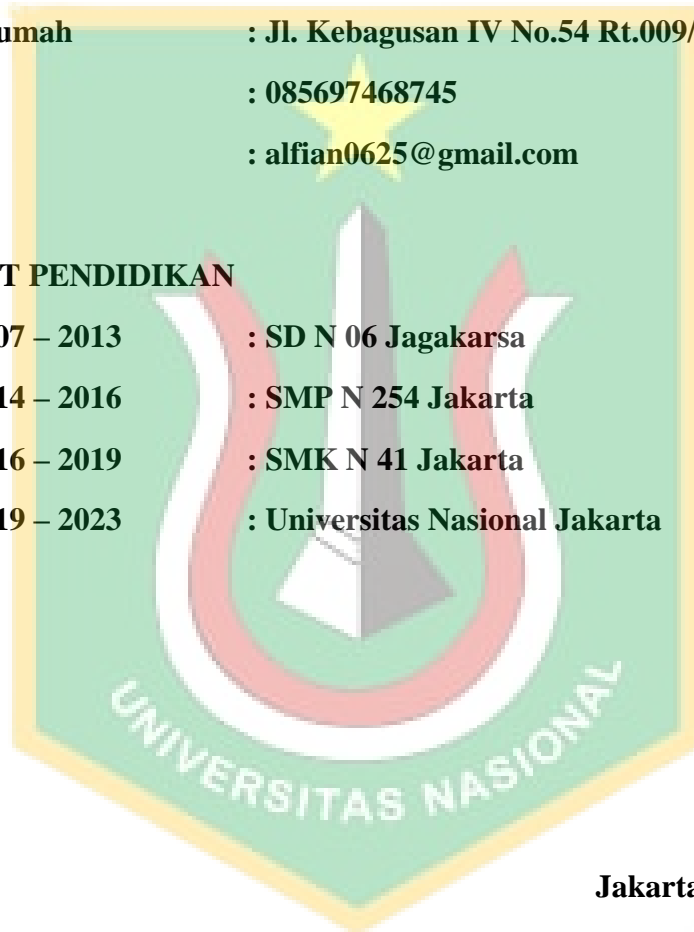 umah : Jl. Kebagusan IV No.54 Rt.009/
: 085697468745
: alfian0625@gmail.com
T PENDIDIKAN
07 – 2013 : SD N 06 Jagakarsa
14 – 2016 : SMP N 254 Jakarta
16 – 2019 : SMK N 41 Jakarta
19 – 2023 : Universitas Nasional Jakarta
UNIVERSITAS NASIONAL
Jakarta